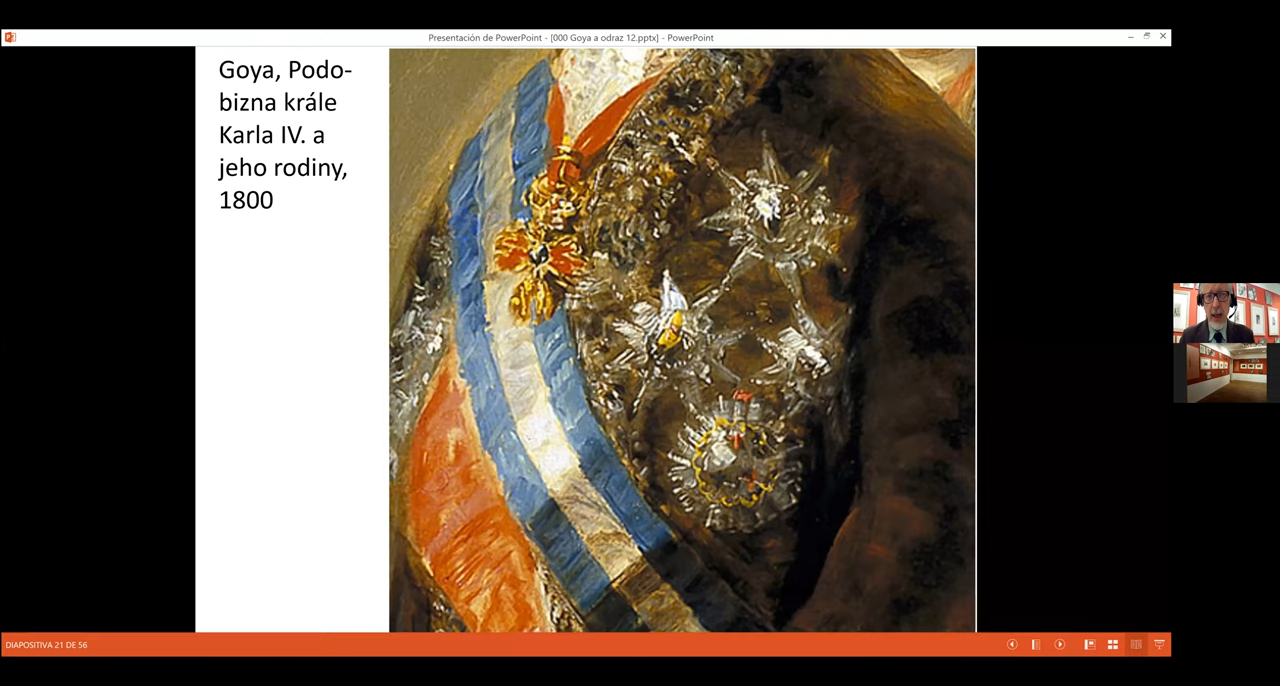 Presentación de PowerPoint - [000 Goya a odraz 12.pptx] - PowerPoint
Goya, Podo-
bizna krále
Karla IV. a
jeho rodiny,
1800
DIAPOSITIVA 21 DE 56